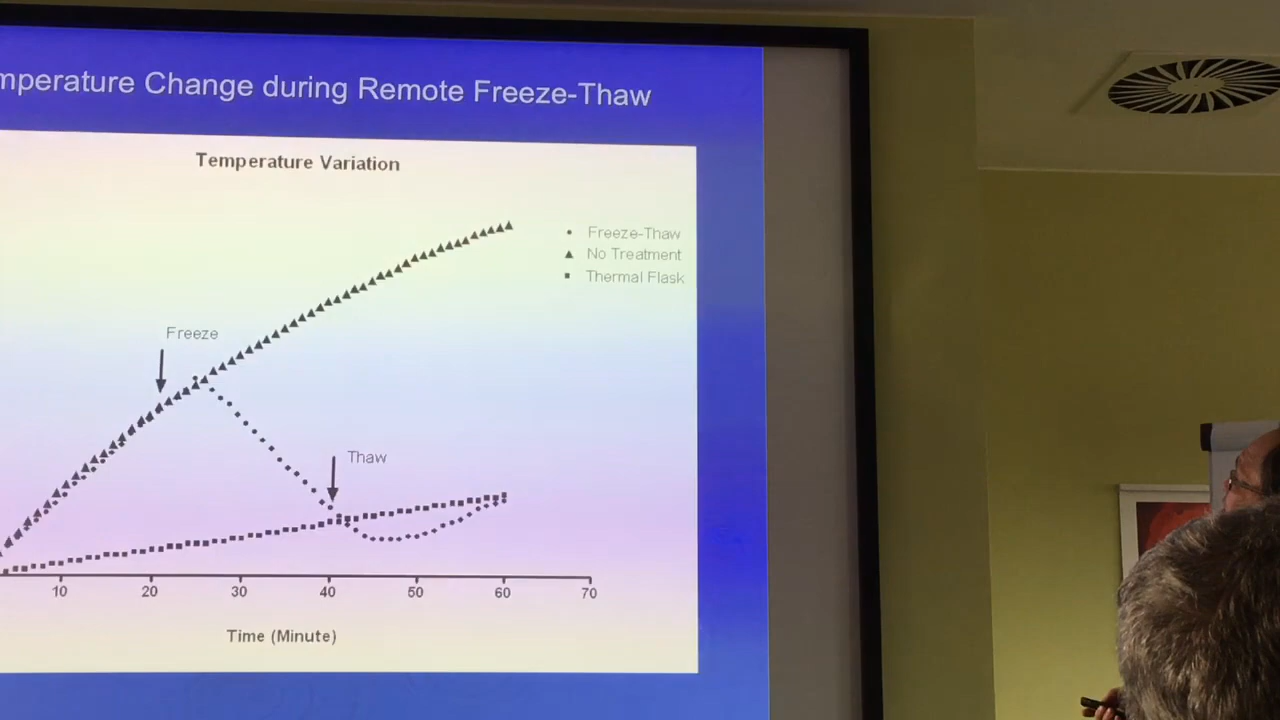 mperature Change during Remote Freeze-Thaw
Temperature Variation
Freeze-Thaw
No Treatment
Thermal Flask
Freeze
Thaw
10 20 30 40 50 60 70
Time (Minute)